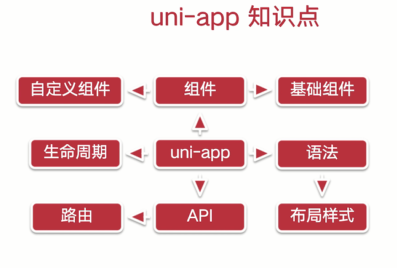 uni-app 知识点
自定义组件
组件
基础组件
生命周期
uni-app
语法
路由
API
布局样式